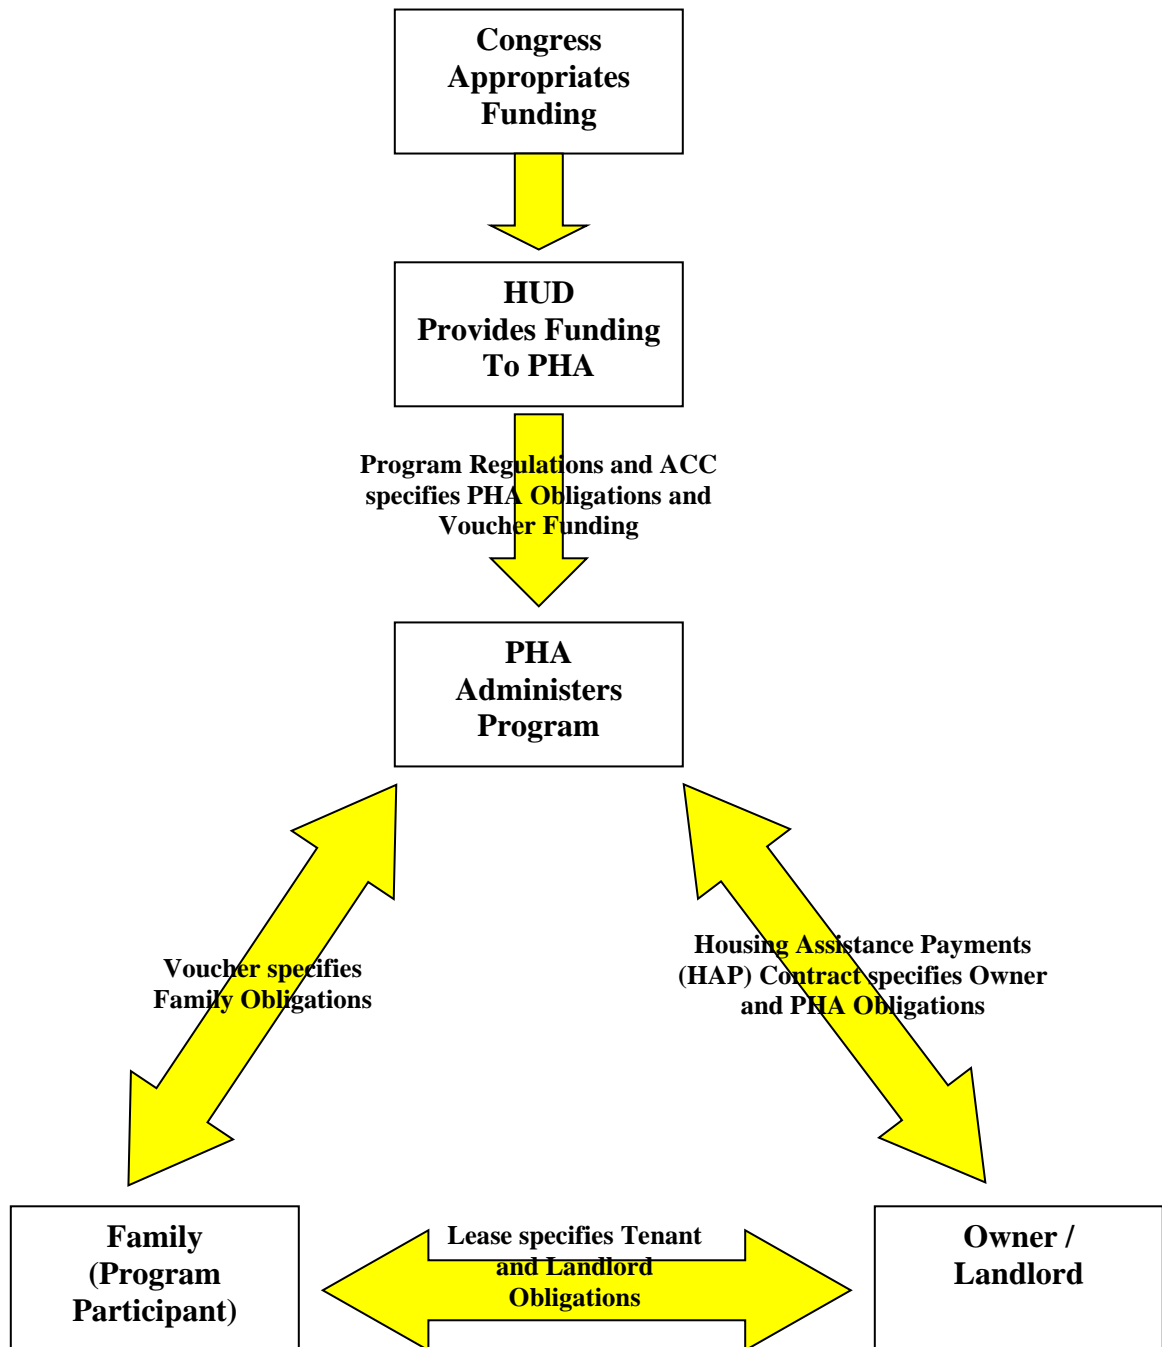 Congress
Appropriates
Funding
HUD
Provides Funding
To PHA
Program Regulations and ACC
specifies PHA Obligations and
Voucher Funding
PHA
Administers
Program
Voucher specifies
Family Obligations
Housing Assistance Payments
(HAP) Contract specifies Owner
and PHA Obligations
Family
(Program
Participant)
Lease specifies Tenant
and Landlord
Obligations
Owner /
Landlord